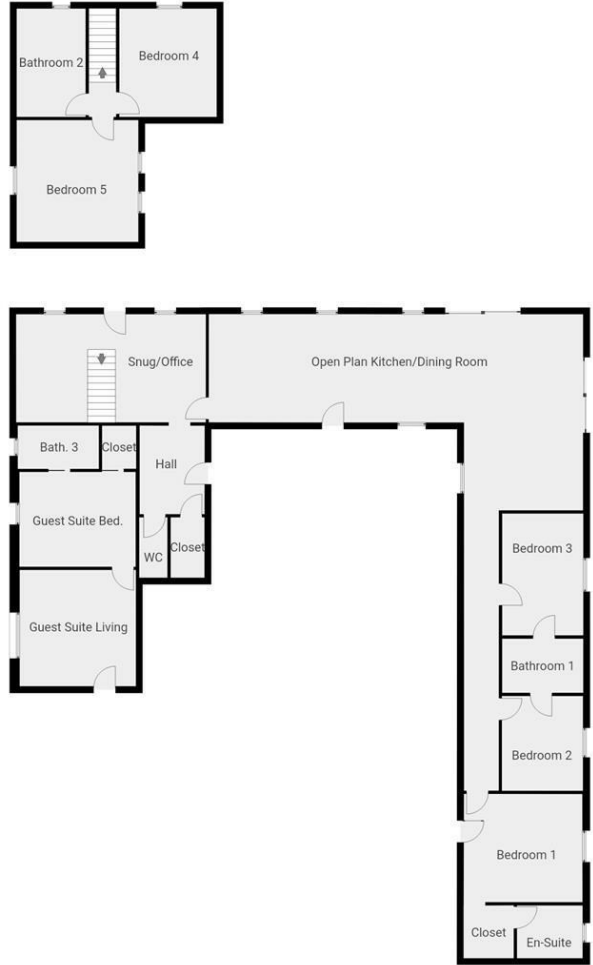 Bathroom 2
Bedroom 4
Bedroom 5
Snug/Office
Open Plan Kitchen/Dining Room
Bath. 3
Closet
Hall
Guest Suite Bed.
WC
Closet
Bedroom 3
Guest Suite Living
Bathroom 1
Bedroom 2
Bedroom 1
Closet
En-Suite